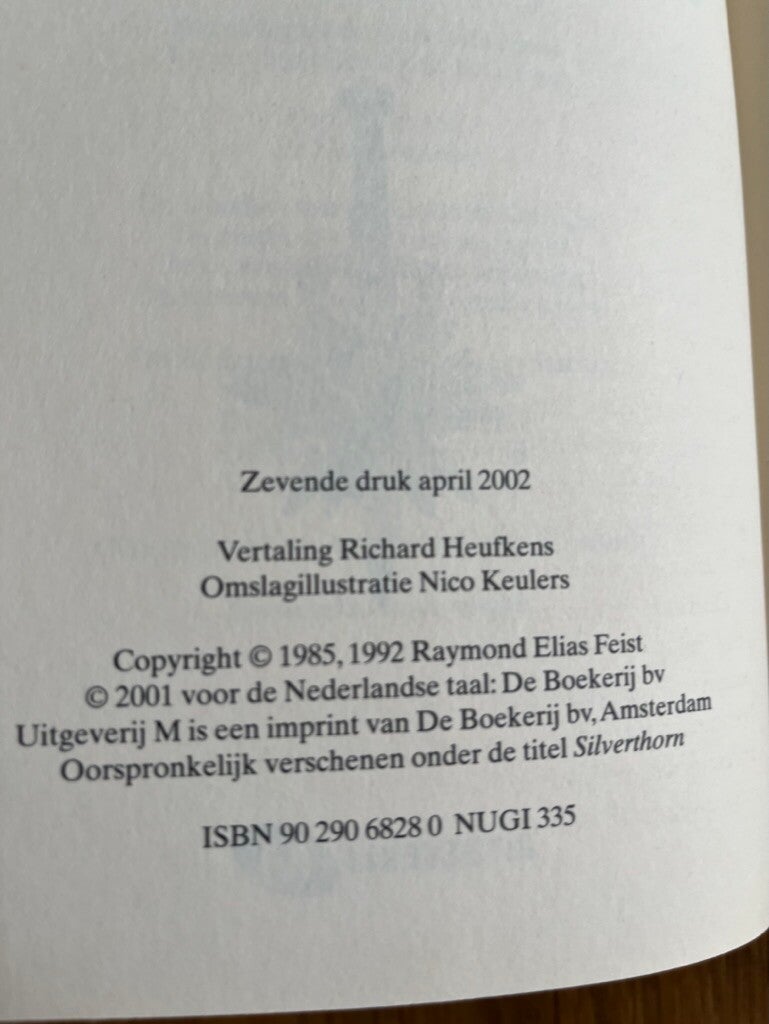 Zevende druk april 2002
Vertaling Richard Heufkens
Omslagillustratie Nico Keulers
Copyright © 1985, 1992 Raymond Elias Feist
© 2001 voor de Nederlandse taal: De Boekerij bv
Uitgeverij M is een imprint van De Boekerij bv, Amsterdam
Oorspronkelijk verschenen onder de titel Silverthorn
ISBN 90 290 6828 0 NUGI 335